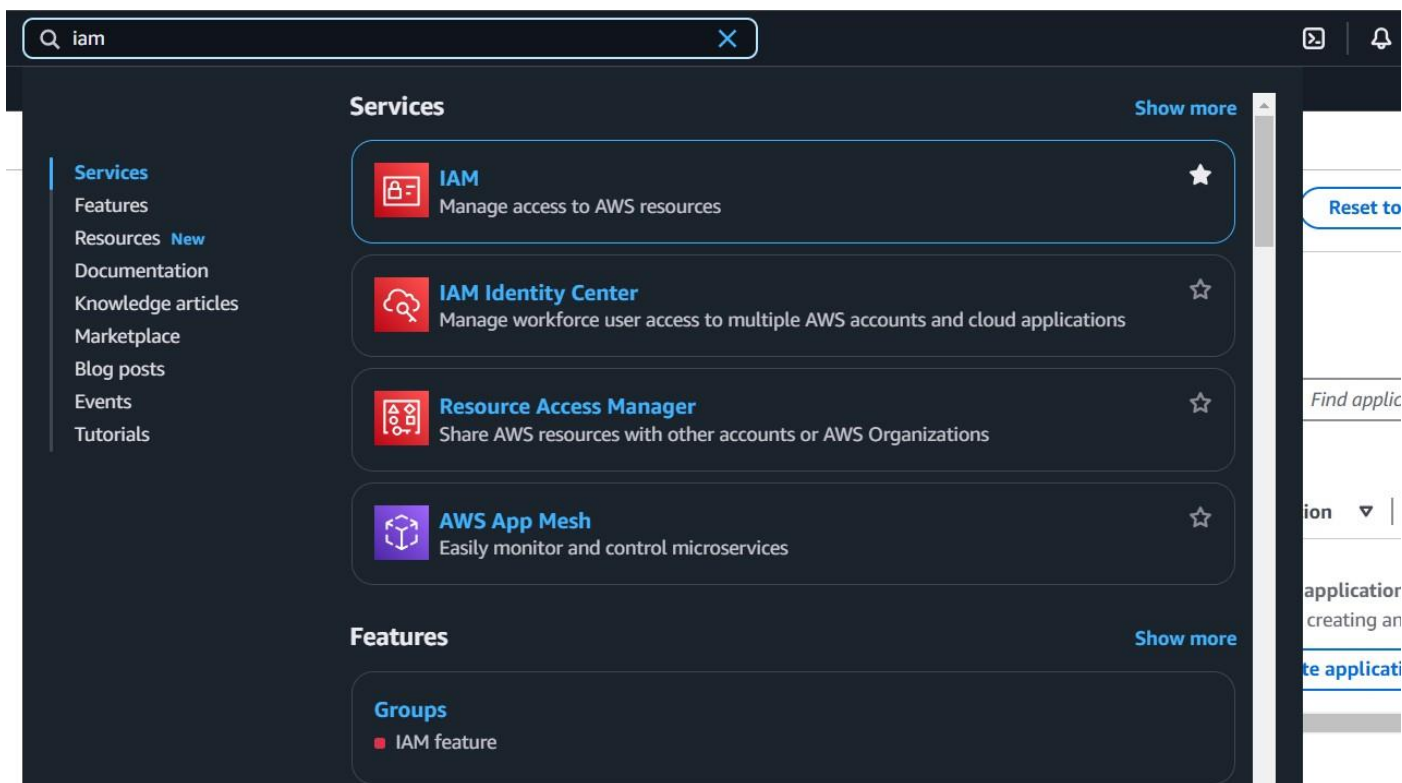 iam
Services
Show more
Services
Features
Resources New
Documentation
Knowledge articles
Marketplace
Blog posts
Events
Tutorials
IAM
Manage access to AWS resources
IAM Identity Center
Manage workforce user access to multiple AWS accounts and cloud applications
Resource Access Manager
Share AWS resources with other accounts or AWS Organizations
AWS App Mesh
Easily monitor and control microservices
Features
Show more
Groups
IAM feature
Reset to
Find applic
ion
application
creating an
te applicati